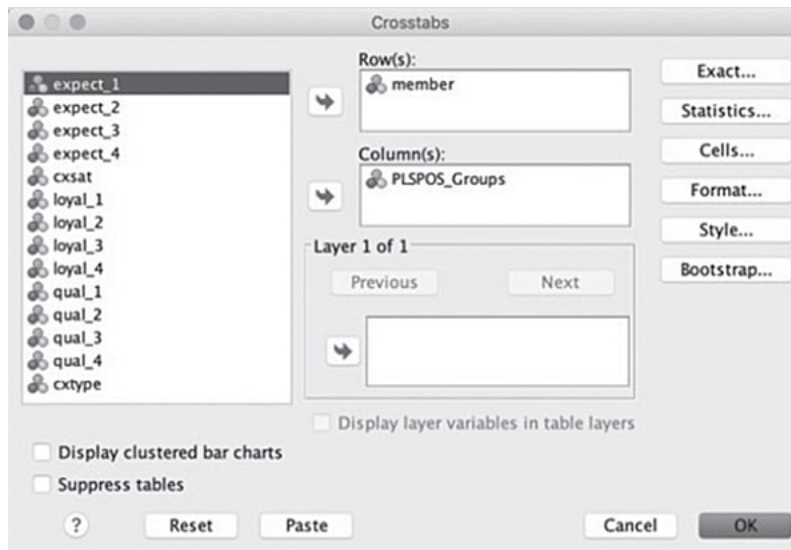 Crosstabs
expect_1
expect_2
expect_3
expect_4
cxsat
loyal_1
loyal_2
loyal_3
loyal_4
qual_1
qual_2
qual_3
qual_4
cxtype
Row(s):
member
Column(s):
PLSPOS_Groups
Layer 1 of 1
Previous
Next
Display layer variables in table layers
Exact...
Statistics...
Cells...
Format...
Style...
Bootstrap...
Display clustered bar charts
Suppress tables
?
Reset
Paste
Cancel
OK